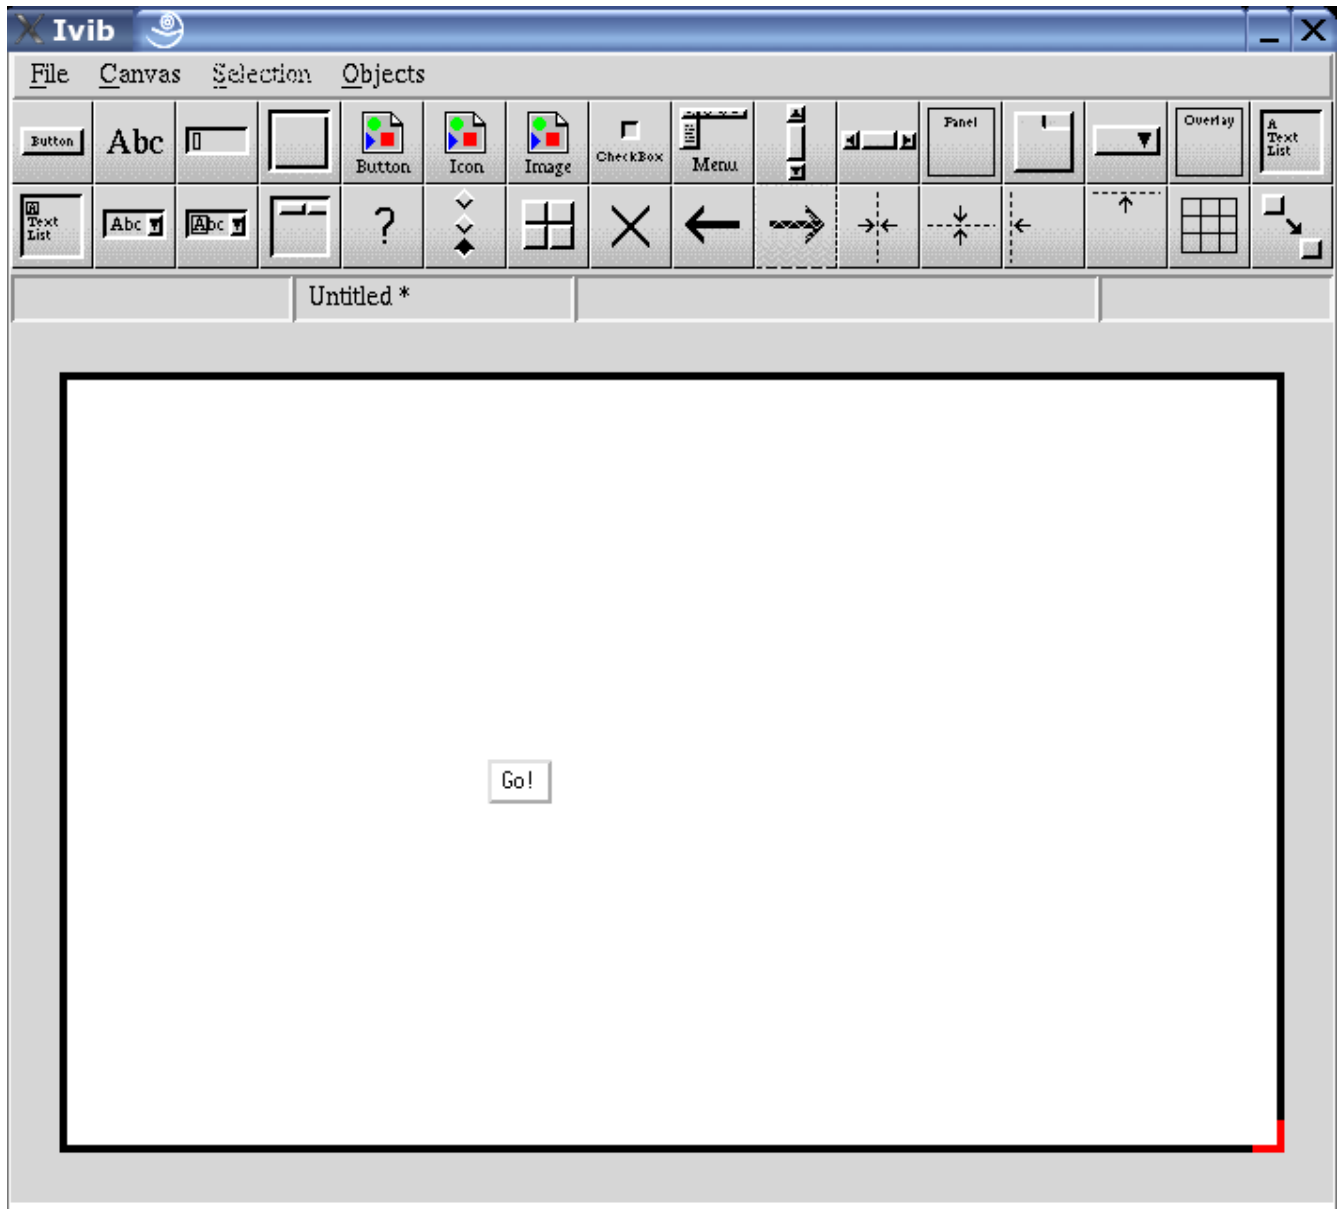 Ivib
File Canvas Selection Objects
Button Abc Button Icon Image CheckBox Menu Panel Overlay A Text List
A Text List Abc Abc ?
Untitled *
Go!